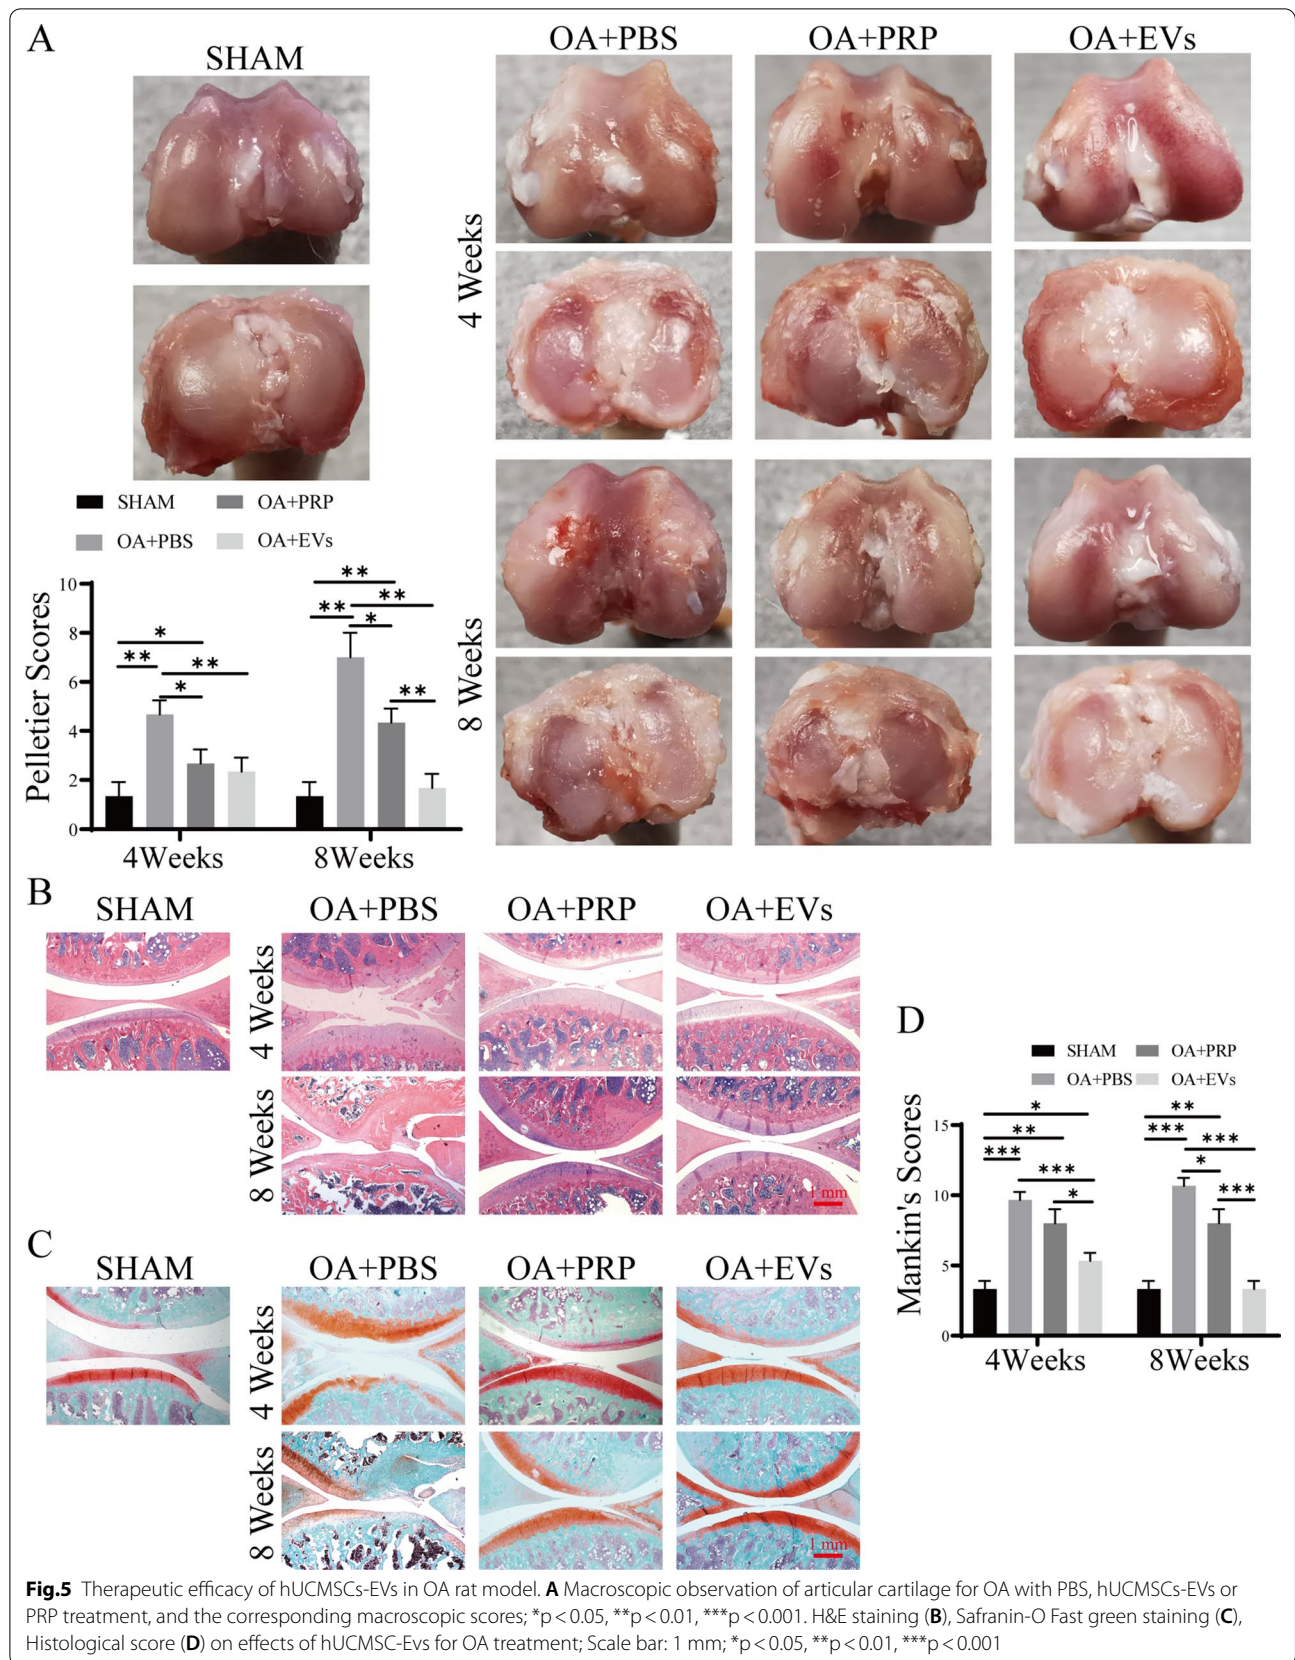 A
SHAM
OA+PBS
OA+PRP
OA+EVs
4 Weeks
8 Weeks
SHAM
OA+PRP
OA+PBS
OA+EVs
Pelletier Scores
10
8
6
4
2
0
**
**
**
*
*
**
**
*
**
4Weeks
8Weeks
B
SHAM
OA+PBS
OA+PRP
OA+EVs
4 Weeks
8 Weeks
1 mm
C
SHAM
OA+PBS
OA+PRP
OA+EVs
4 Weeks
8 Weeks
1 mm
D
SHAM
OA+PRP
OA+PBS
OA+EVs
Mankin's Scores
15
10
5
0
*
**
***
***
*
**
***
***
*
***
4Weeks
8Weeks
Fig.5 Therapeutic efficacy of hUCMSCs-EVs in OA rat model. A Macroscopic observation of articular cartilage for OA with PBS, hUCMSCs-EVs or
PRP treatment, and the corresponding macroscopic scores; *p < 0.05, **p < 0.01, ***p < 0.001. H&E staining (B), Safranin-O Fast green staining (C),
Histological score (D) on effects of hUCMSC-Evs for OA treatment; Scale bar: 1 mm; *p < 0.05, **p < 0.01, ***p < 0.001